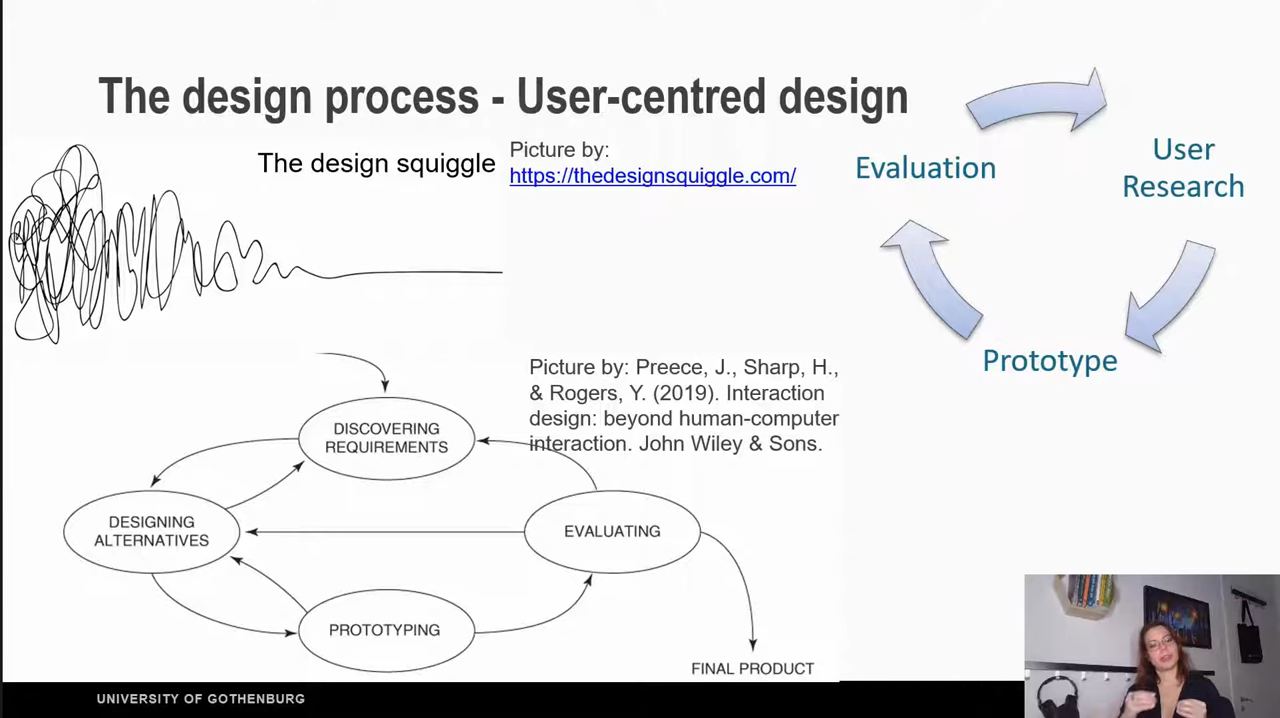 The design process - User-centred design
The design squiggle
Picture by:
https://thedesignsquiggle.com/
Evaluation
User
Research
Prototype
Picture by: Preece, J., Sharp, H.,
& Rogers, Y. (2019). Interaction
design: beyond human-computer
interaction. John Wiley & Sons.
DISCOVERING
REQUIREMENTS
DESIGNING
ALTERNATIVES
EVALUATING
PROTOTYPING
FINAL PRODUCT
UNIVERSITY OF GOTHENBURG